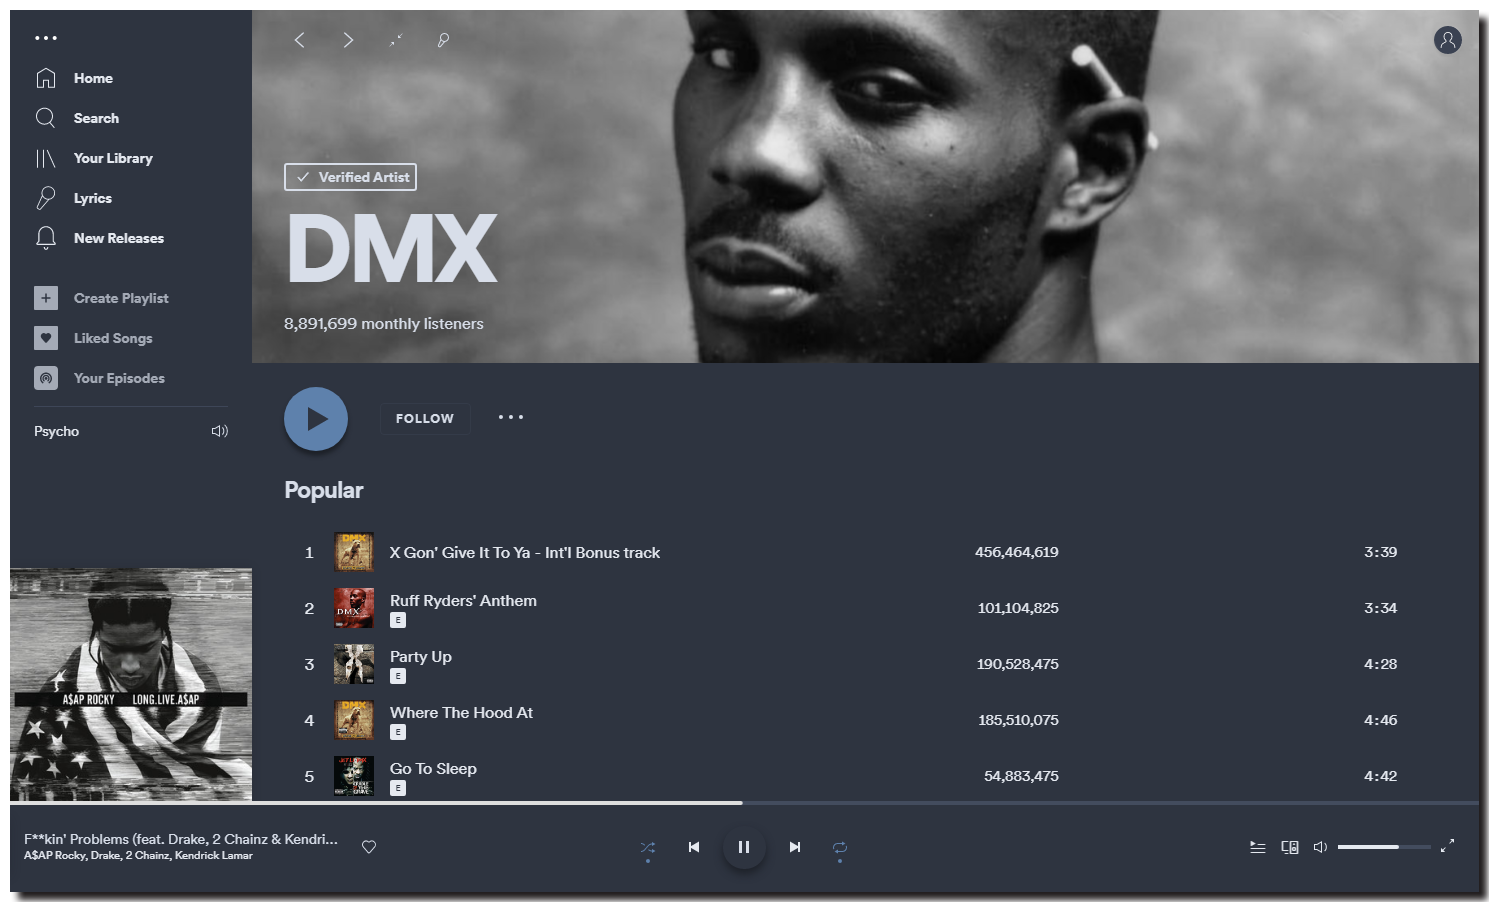 Home
Search
Your Library
Lyrics
New Releases
Create Playlist
Liked Songs
Your Episodes
Psycho
A$AP ROCKY LONG.LIVE.A$AP
Verified Artist
DMX
8,891,699 monthly listeners
FOLLOW
Popular
1 DMX X Gon' Give It To Ya - Int'l Bonus track 456,464,619 3:39
2 DMX Ruff Ryders' Anthem 101,104,825 3:34
E
3 Party Up 190,528,475 4:28
E
4 DMX Where The Hood At 185,510,075 4:46
E
5 Go To Sleep 54,883,475 4:42
E
F**kin' Problems (feat. Drake, 2 Chainz & Kendri...
A$AP Rocky, Drake, 2 Chainz, Kendrick Lamar